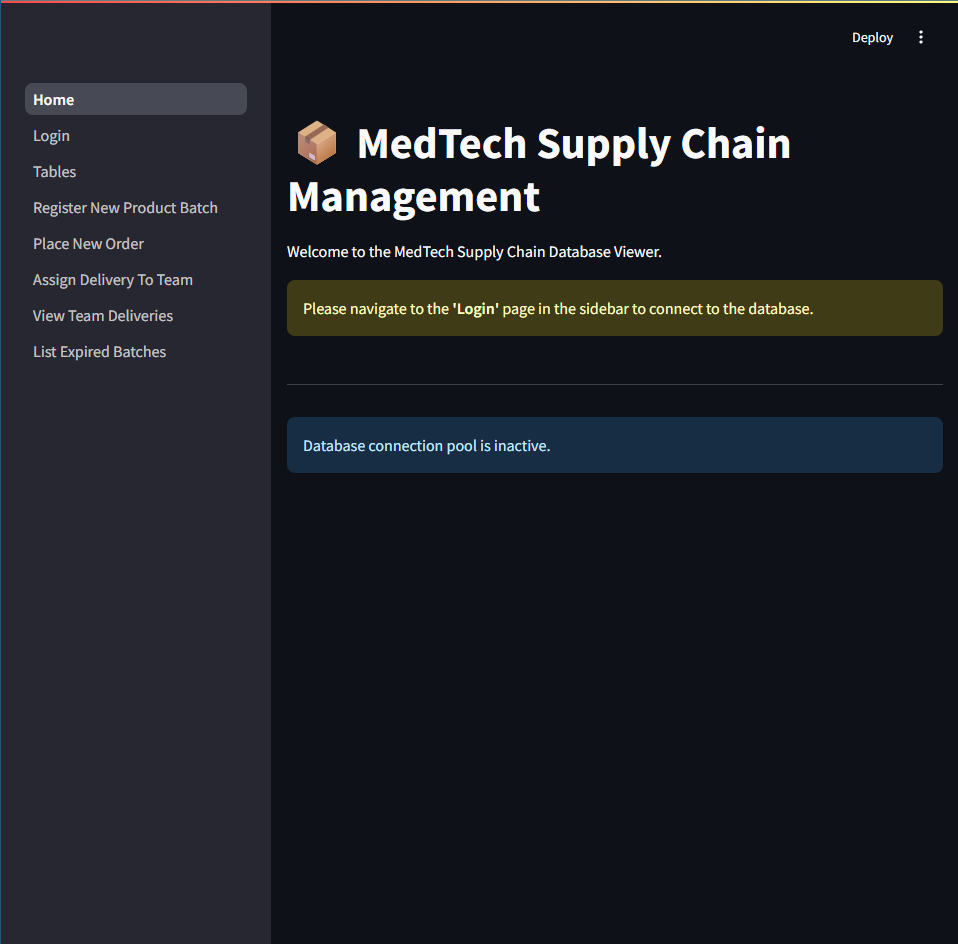 Deploy
Home
Login
Tables
Register New Product Batch
Place New Order
Assign Delivery To Team
View Team Deliveries
List Expired Batches
MedTech Supply Chain
Management
Welcome to the MedTech Supply Chain Database Viewer.
Please navigate to the 'Login' page in the sidebar to connect to the database.
Database connection pool is inactive.